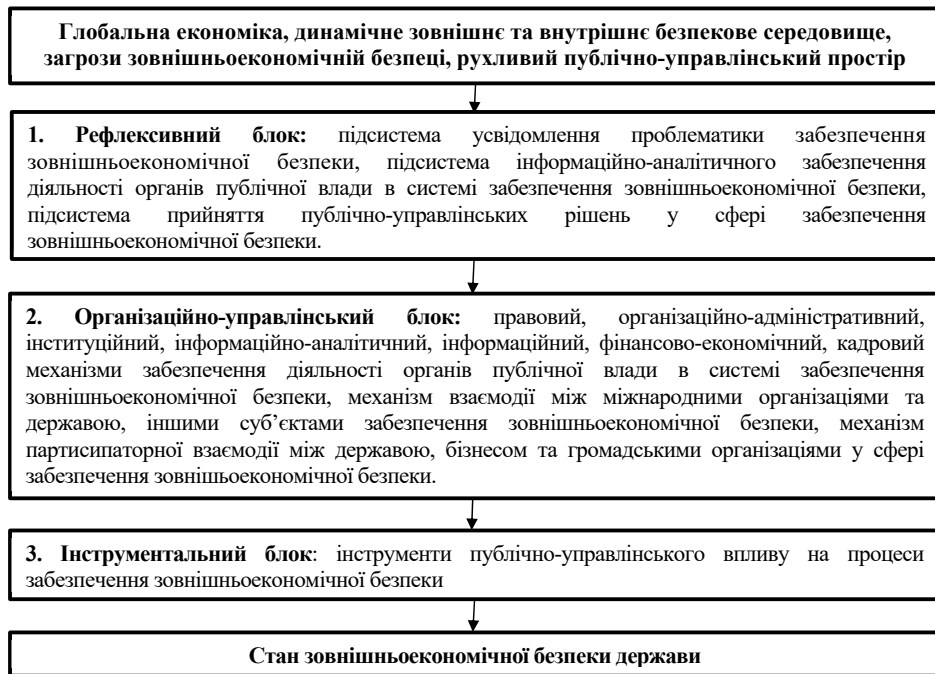 Глобальна економіка, динамічне зовнішнє та внутрішнє безпекове середовище,
загрози зовнішньоекономічній безпеці, рухливий публічно-управлінський простір
1. Рефлексивний блок: підсистема усвідомлення проблематики забезпечення
зовнішньоекономічної безпеки, підсистема інформаційно-аналітичного забезпечення
діяльності органів публічної влади в системі забезпечення зовнішньоекономічної безпеки,
підсистема прийняття публічно-управлінських рішень у сфері забезпечення
зовнішньоекономічної безпеки.
2. Організаційно-управлінський блок: правовий, організаційно-адміністративний,
інституційний, інформаційно-аналітичний, інформаційний, фінансово-економічний, кадровий
механізми забезпечення діяльності органів публічної влади в системі забезпечення
зовнішньоекономічної безпеки, механізм взаємодії між міжнародними організаціями та
державою, іншими суб’єктами забезпечення зовнішньоекономічної безпеки, механізм
партисипаторної взаємодії між державою, бізнесом та громадськими організаціями у сфері
забезпечення зовнішьоекономічної безпеки.
3. Інструментальний блок: інструменти публічно-управлінського впливу на процеси
забезпечення зовнішньоекономічної безпеки
Стан зовнішньоекономічної безпеки держави